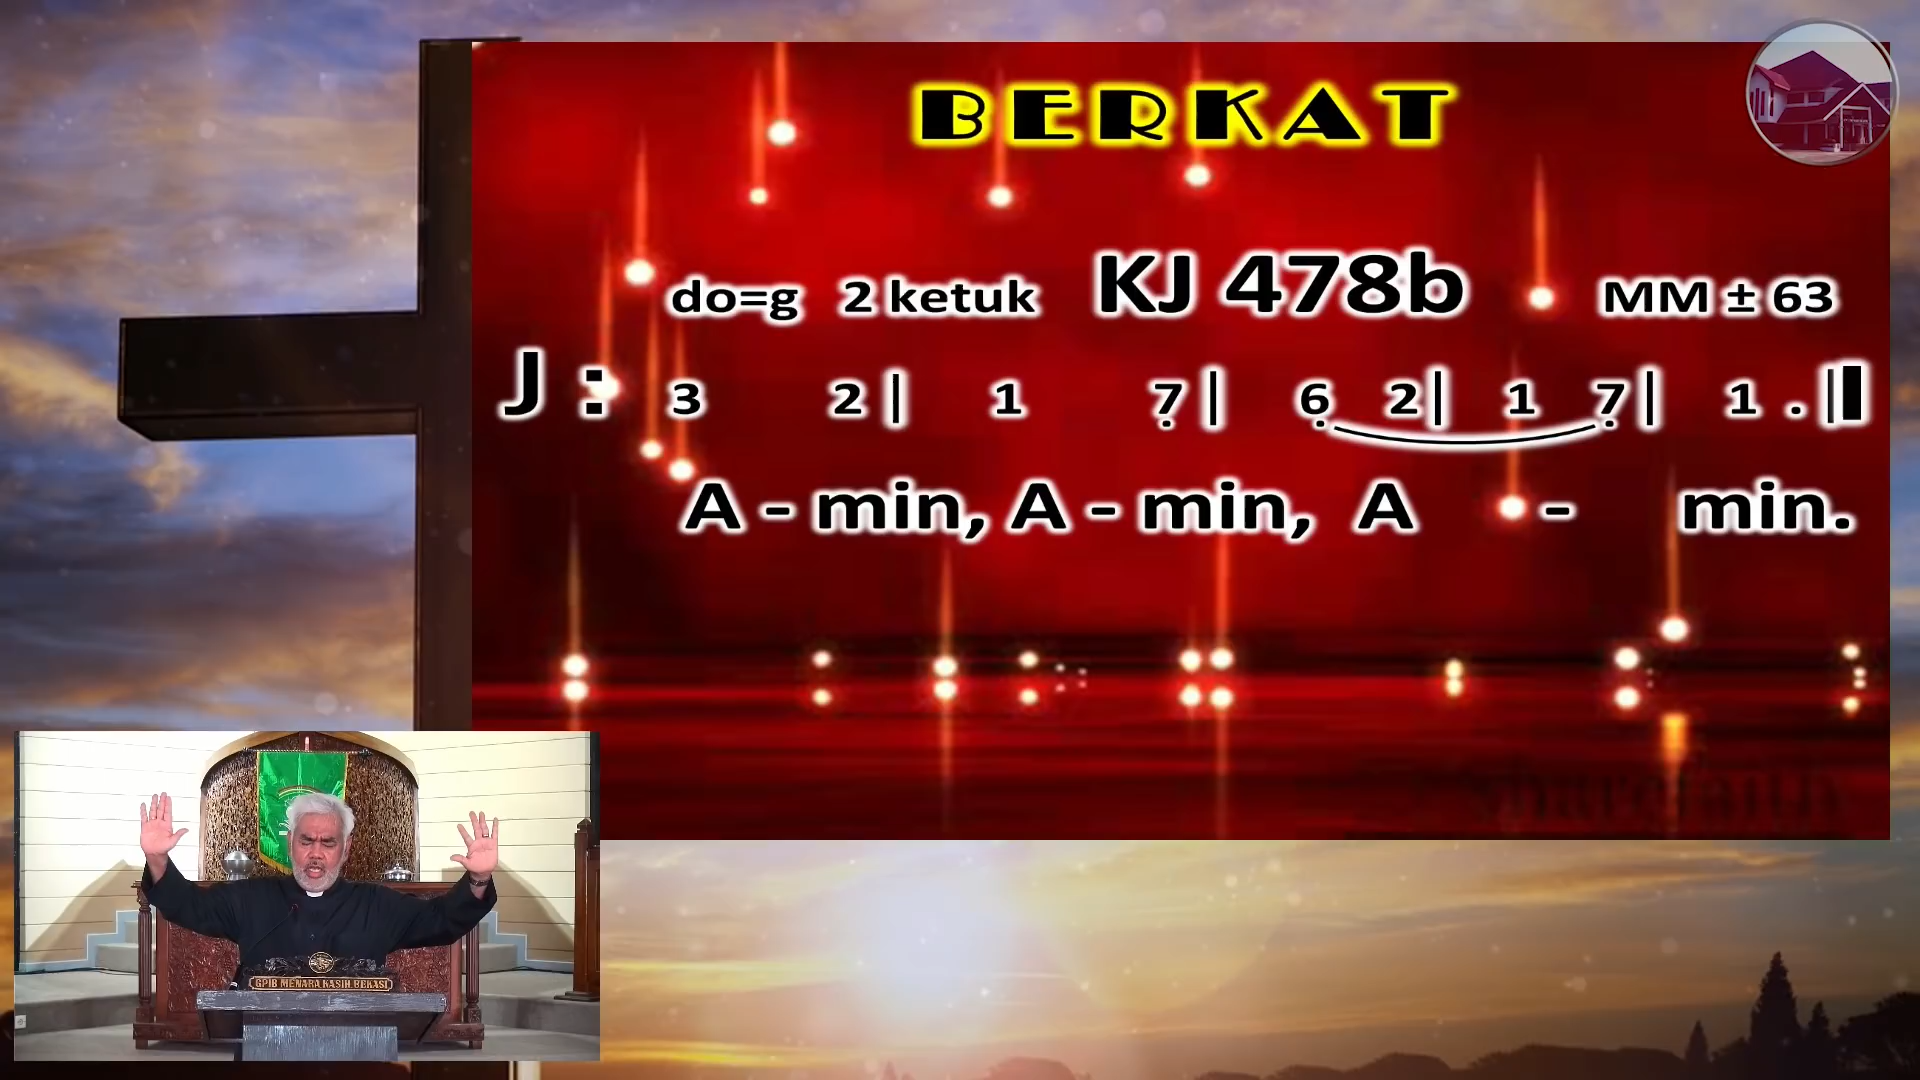 BERKAT
do=g 2 ketuk KJ 478b MM ± 63
J : 3 2 | 1 7̣ | 6̣ 2 | 1 7̣ | 1 . |
A - min, A - min, A - min.
GPIB MENARA KASIH BEKASI